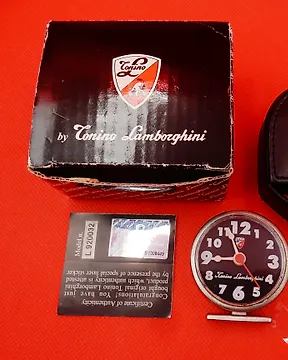 Tonino
by Tonino Lamborghini
Certificate of Authenticity
Congratulations! You have just
bought original Tonino Lamborghini
product, which authenticity is attested
by the presence of special laser sticker
Model n.
L 920032
12
1
2
3
4
5
6
7
8
9
10
11
Tonino Lamborghini